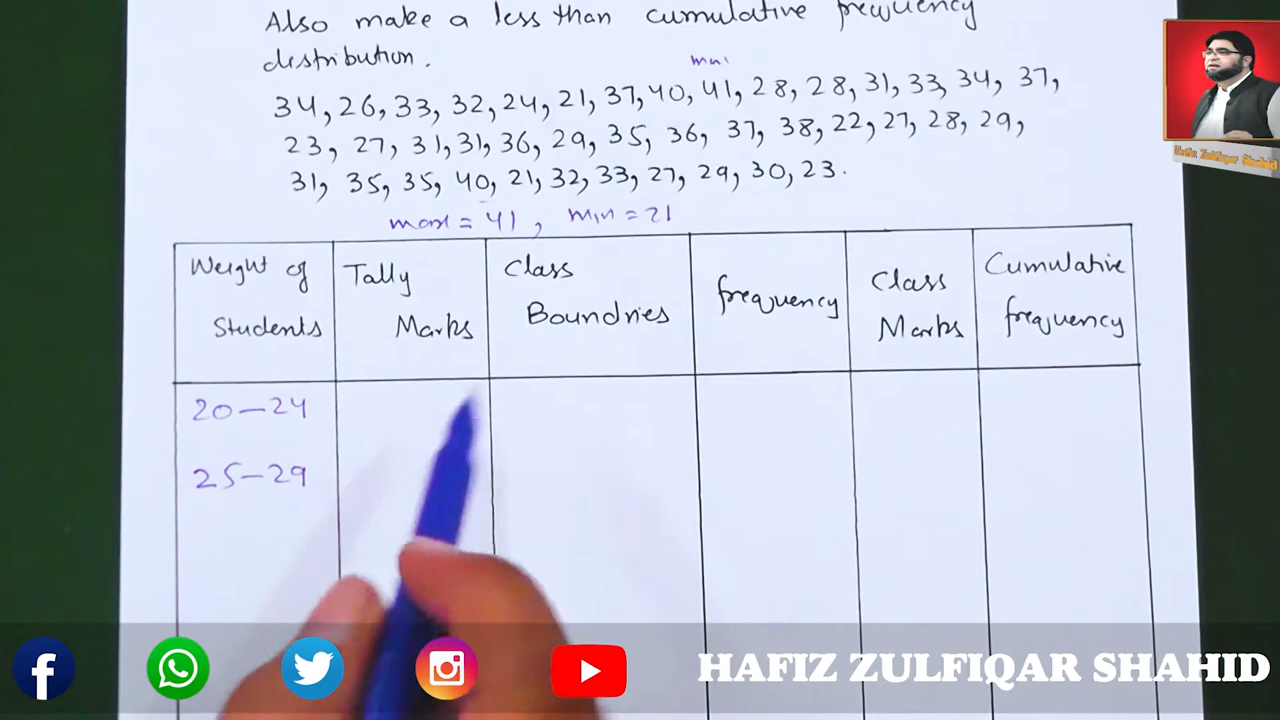 Also make a less than cumulative frequency
distribution.
34, 26, 33, 32, 24, 21, 37, 40, 41, 28, 28, 31, 33, 34, 37,
23, 27, 31, 31, 36, 29, 35, 36, 37, 38, 22, 27, 28, 29,
31, 35, 35, 40, 21, 32, 33, 27, 29, 30, 23.
max = 41, min = 21
Weight of
Students
Tally
Marks
Class
Boundries
frequency
Class
Marks
Cumulative
frequency
20-24
25-29
Hafiz Zulfiqar Shahid
HAFIZ ZULFIQAR SHAHID